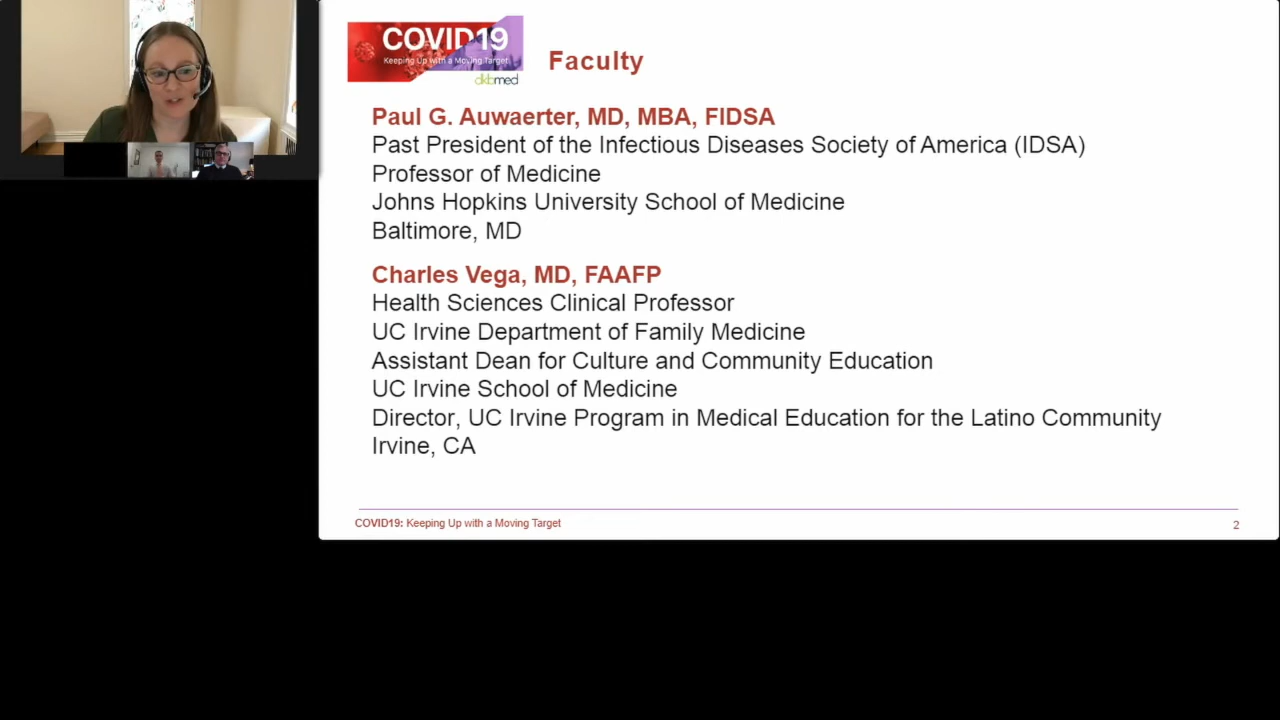 COVID19
Keeping Up with a Moving Target
dkbmed
Faculty
Paul G. Auwaerter, MD, MBA, FIDSA
Past President of the Infectious Diseases Society of America (IDSA)
Professor of Medicine
Johns Hopkins University School of Medicine
Baltimore, MD
Charles Vega, MD, FAAFP
Health Sciences Clinical Professor
UC Irvine Department of Family Medicine
Assistant Dean for Culture and Community Education
UC Irvine School of Medicine
Director, UC Irvine Program in Medical Education for the Latino Community
Irvine, CA
COVID19: Keeping Up with a Moving Target
2